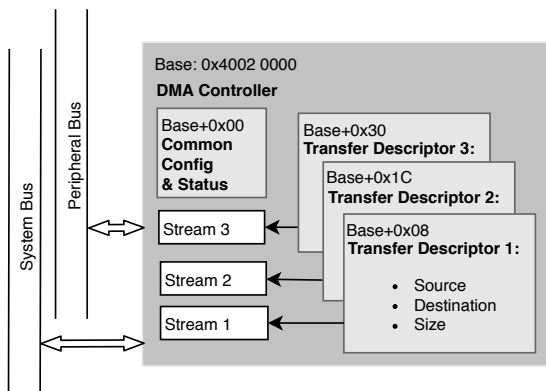 System Bus
Peripheral Bus
Base: 0x4002 0000
DMA Controller
Base+0x00
Common
Config
& Status
Base+0x30
Transfer Descriptor 3:
Base+0x1C
Transfer Descriptor 2:
Base+0x08
Transfer Descriptor 1:
• Source
• Destination
• Size
Stream 3
Stream 2
Stream 1